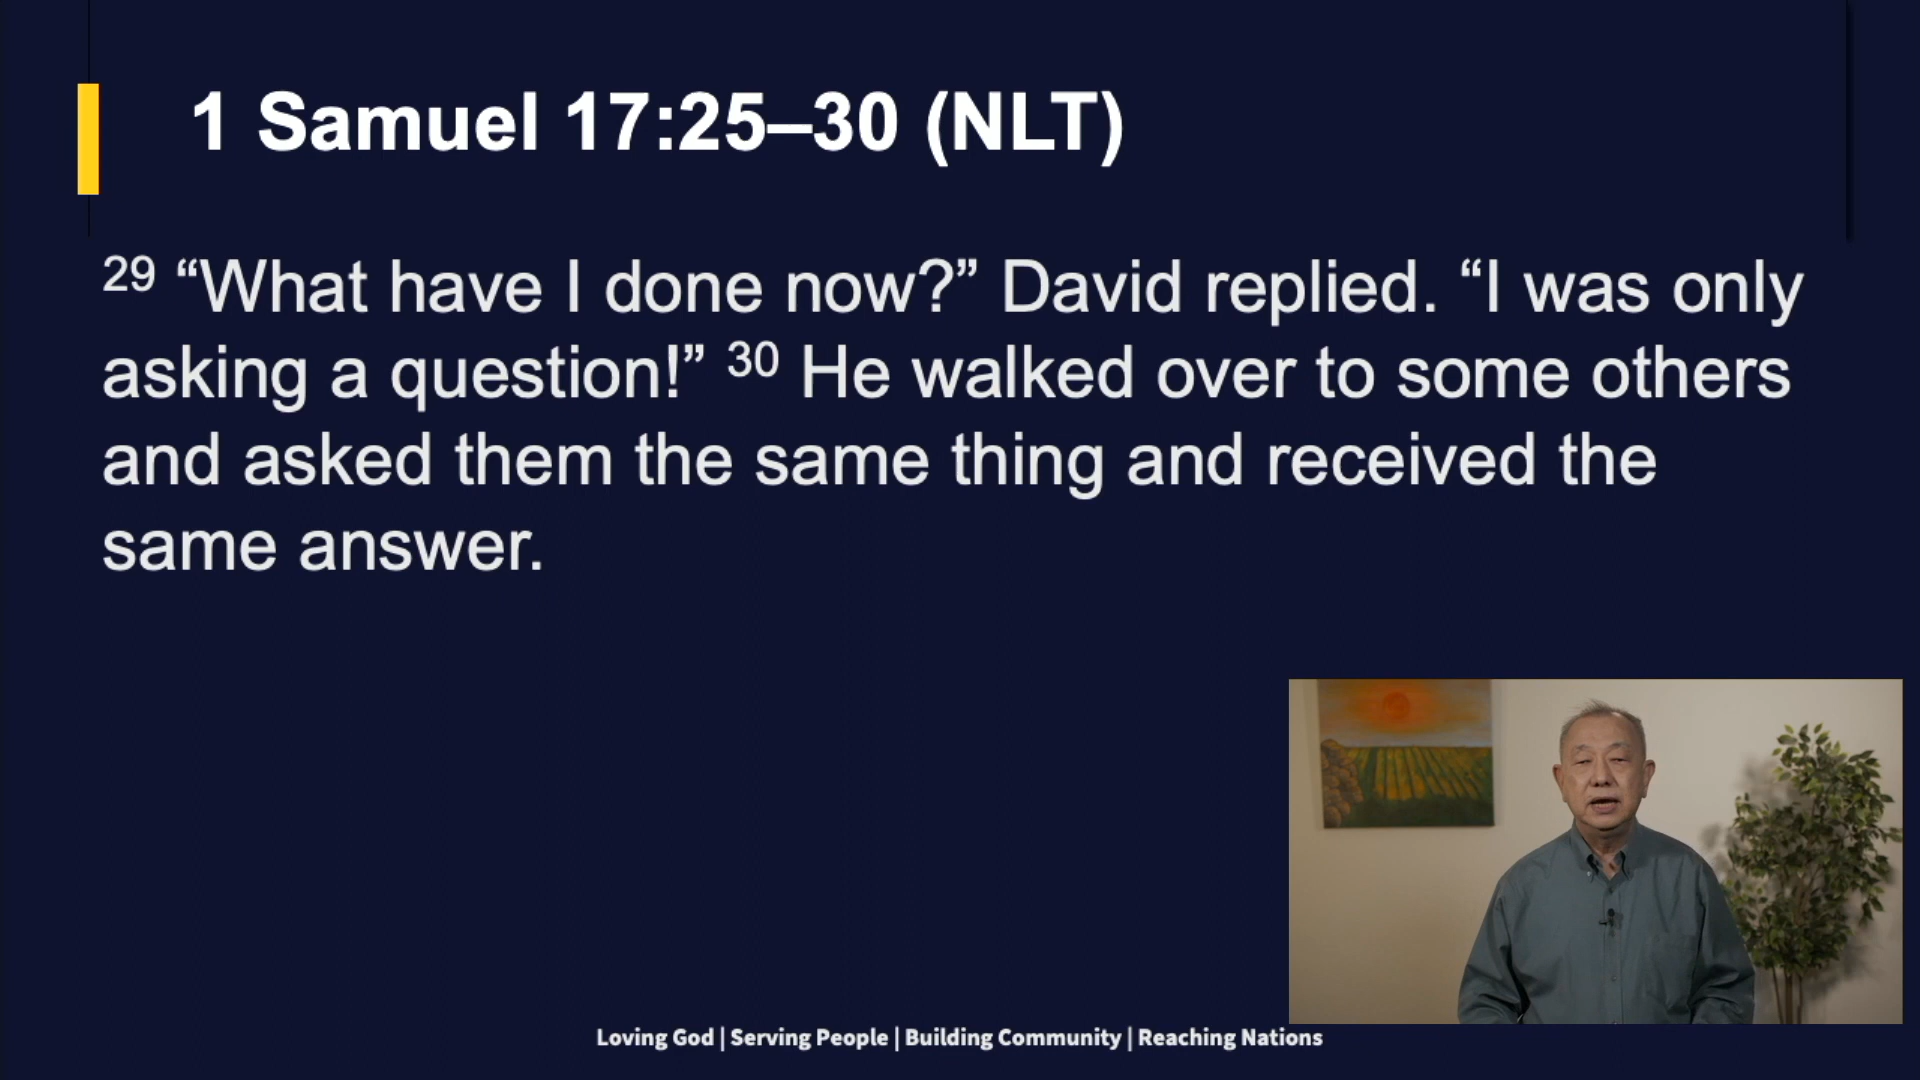 1 Samuel 17:25–30 (NLT)
29 “What have I done now?” David replied. “I was only
asking a question!” 30 He walked over to some others
and asked them the same thing and received the
same answer.
Loving God | Serving People | Building Community | Reaching Nations